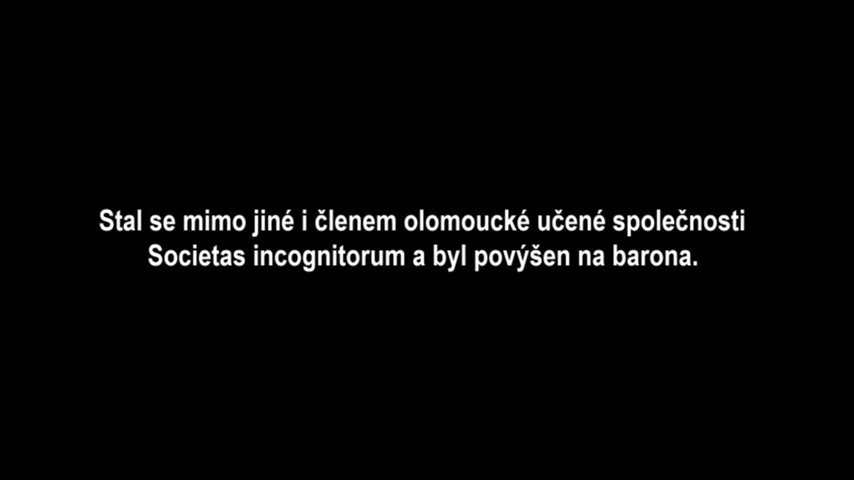 Stal se mimo jiné i členem olomoucké učené společnosti
Societas incognitorum a byl povýšen na barona.